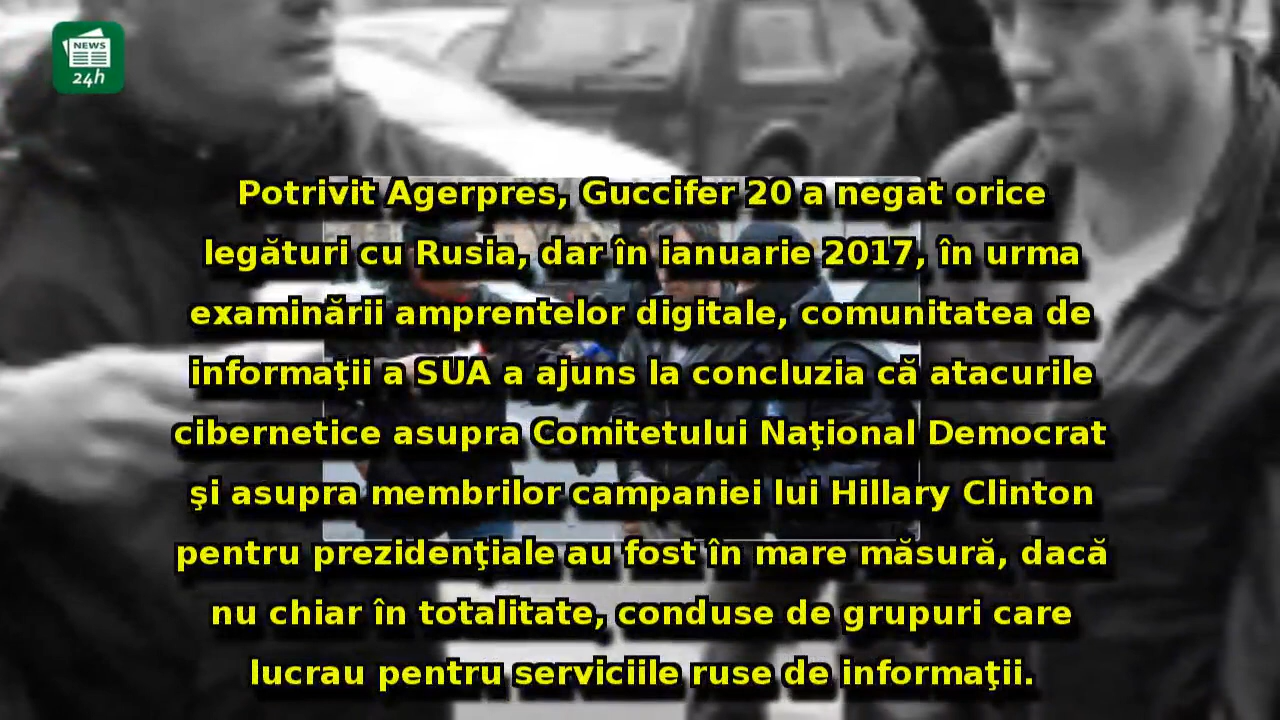 NEWS
24h
Potrivit Agerpres, Guccifer 20 a negat orice
legături cu Rusia, dar în ianuarie 2017, în urma
examinării amprentelor digitale, comunitatea de
informaţii a SUA a ajuns la concluzia că atacurile
cibernetice asupra Comitetului Naţional Democrat
şi asupra membrilor campaniei lui Hillary Clinton
pentru prezidenţiale au fost în mare măsură, dacă
nu chiar în totalitate, conduse de grupuri care
lucrau pentru serviciile ruse de informaţii.